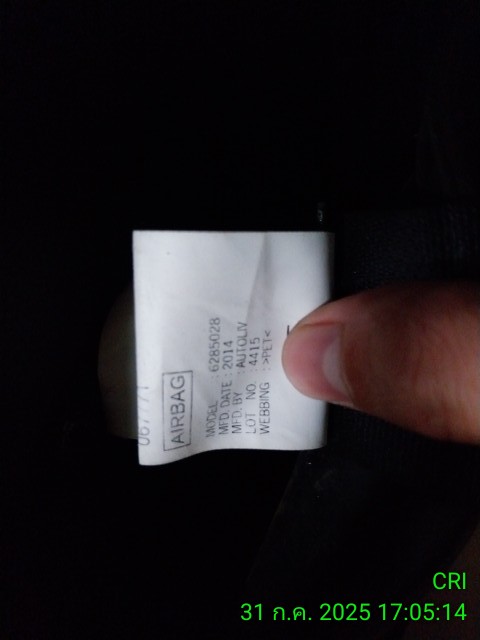 AIRBAG
MODEL : 6285028
MFD. DATE : 2014
MFD. BY : AUTOLIV
LOT NO. : 4415
WEBBING : >PET<
CRI
31 ก.ค. 2025 17:05:14